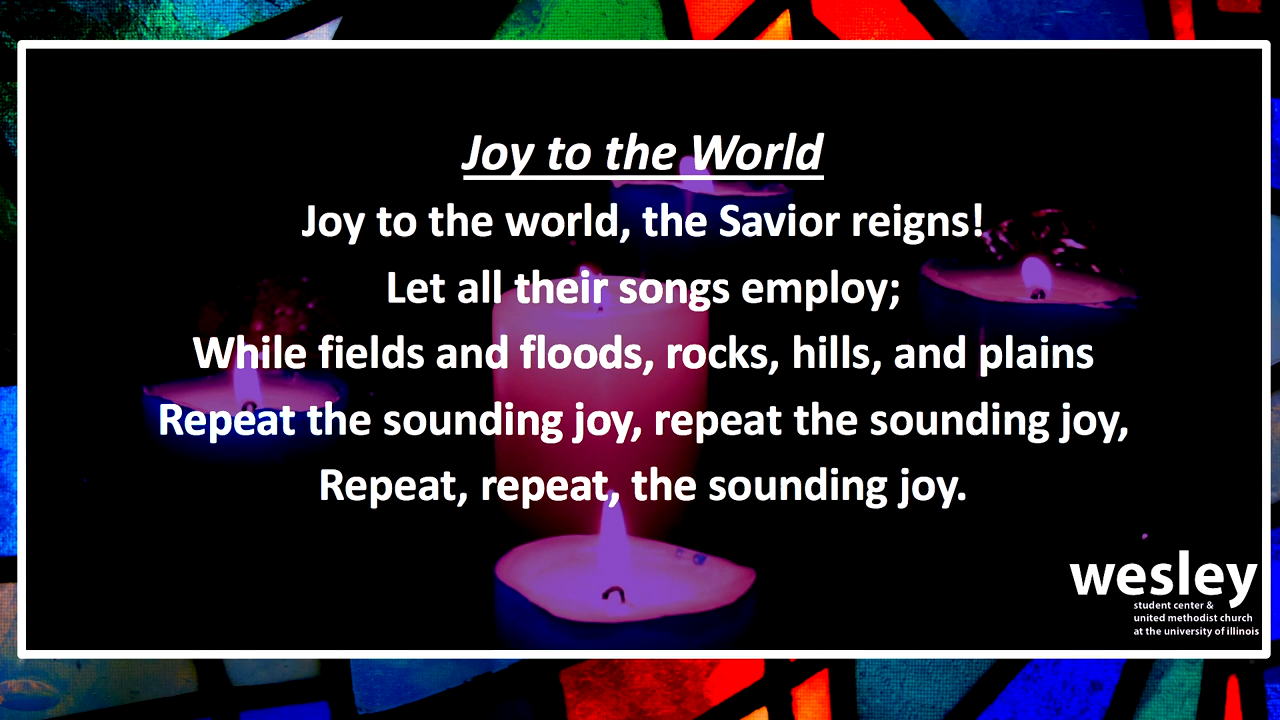 Joy to the World
Joy to the world, the Savior reigns!
Let all their songs employ;
While fields and floods, rocks, hills, and plains
Repeat the sounding joy, repeat the sounding joy,
Repeat, repeat, the sounding joy.
wesley
student center &
united methodist church
at the university of illinois